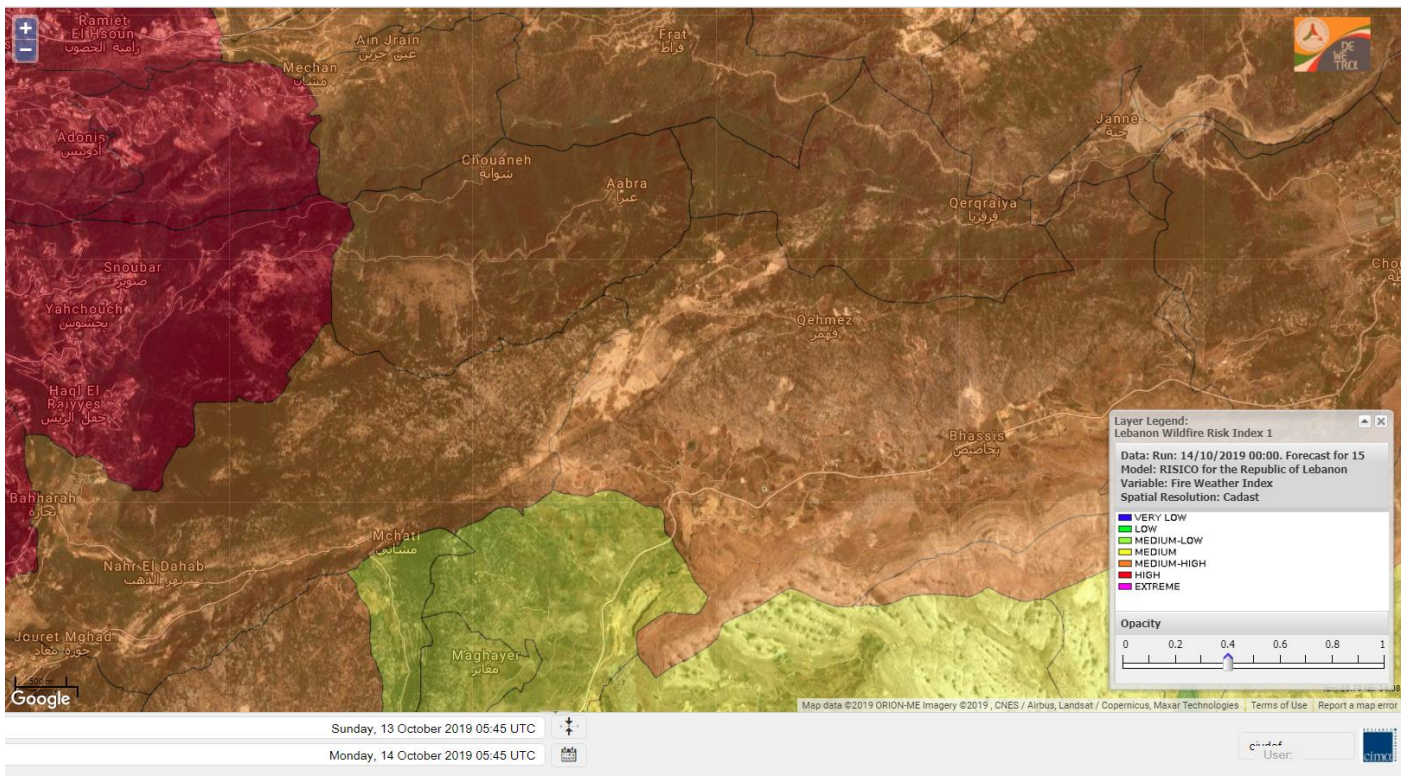 +
−
Ramiet
El Hsoun
رامية الحصون
Ain Jrain
عين جرين
Frat
فراط
DE
WE
TRA
Mechan
مشان
Janne
جنة
Adonis
أدونيس
Chouaneh
شوانة
Aabra
عبرا
Qerqraiya
قرقريا
Snoubar
صنوبر
Yahchouch
يحشوش
Qehmez
قهمز
Haql El
Raiyyes
حقل الريس
Bhassis
بحاصيص
Bahharah
بحارة
Mchati
مشاتي
Nahr El Dahab
نهر الذهب
Jouret Mghad
جورة مغاد
Maghayer
مغاير
500 m
Google
Layer Legend:
Lebanon Wildfire Risk Index 1
Data: Run: 14/10/2019 00:00. Forecast for 15
Model: RISICO for the Republic of Lebanon
Variable: Fire Weather Index
Spatial Resolution: Cadast
VERY LOW
LOW
MEDIUM-LOW
MEDIUM
MEDIUM-HIGH
HIGH
EXTREME
Opacity
0 0.2 0.4 0.6 0.8 1
Map data ©2019 ORION-ME Imagery ©2019 , CNES / Airbus, Landsat / Copernicus, Maxar Technologies Terms of Use Report a map error
Sunday, 13 October 2019 05:45 UTC
Monday, 14 October 2019 05:45 UTC
User:
cima